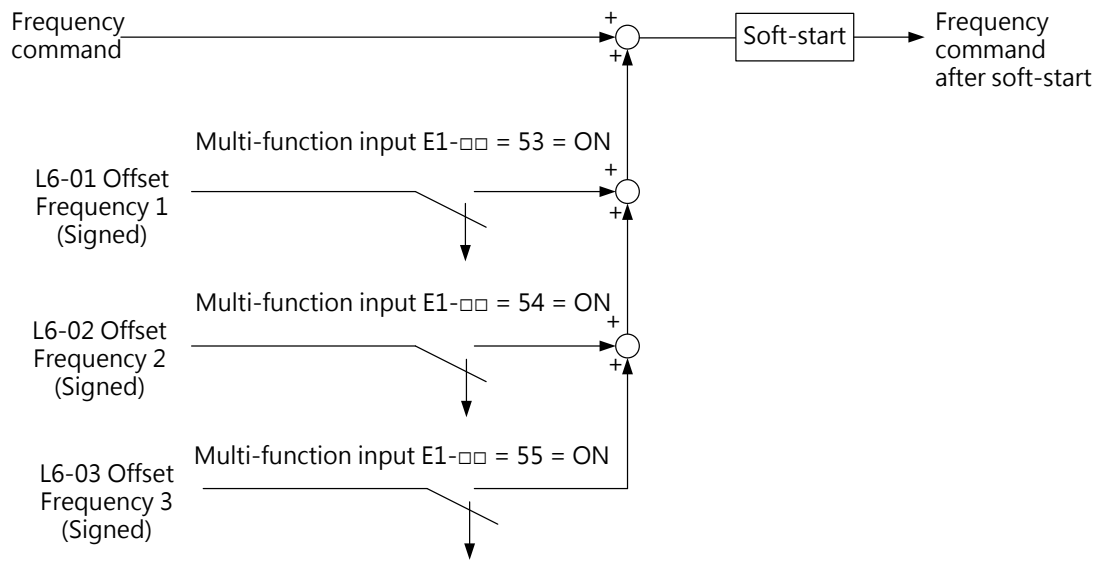 Frequency
command
+
+
Soft-start
Frequency
command
after soft-start
Multi-function input E1-□□ = 53 = ON
L6-01 Offset
Frequency 1
(Signed)
+
+
Multi-function input E1-□□ = 54 = ON
L6-02 Offset
Frequency 2
(Signed)
+
+
Multi-function input E1-□□ = 55 = ON
L6-03 Offset
Frequency 3
(Signed)